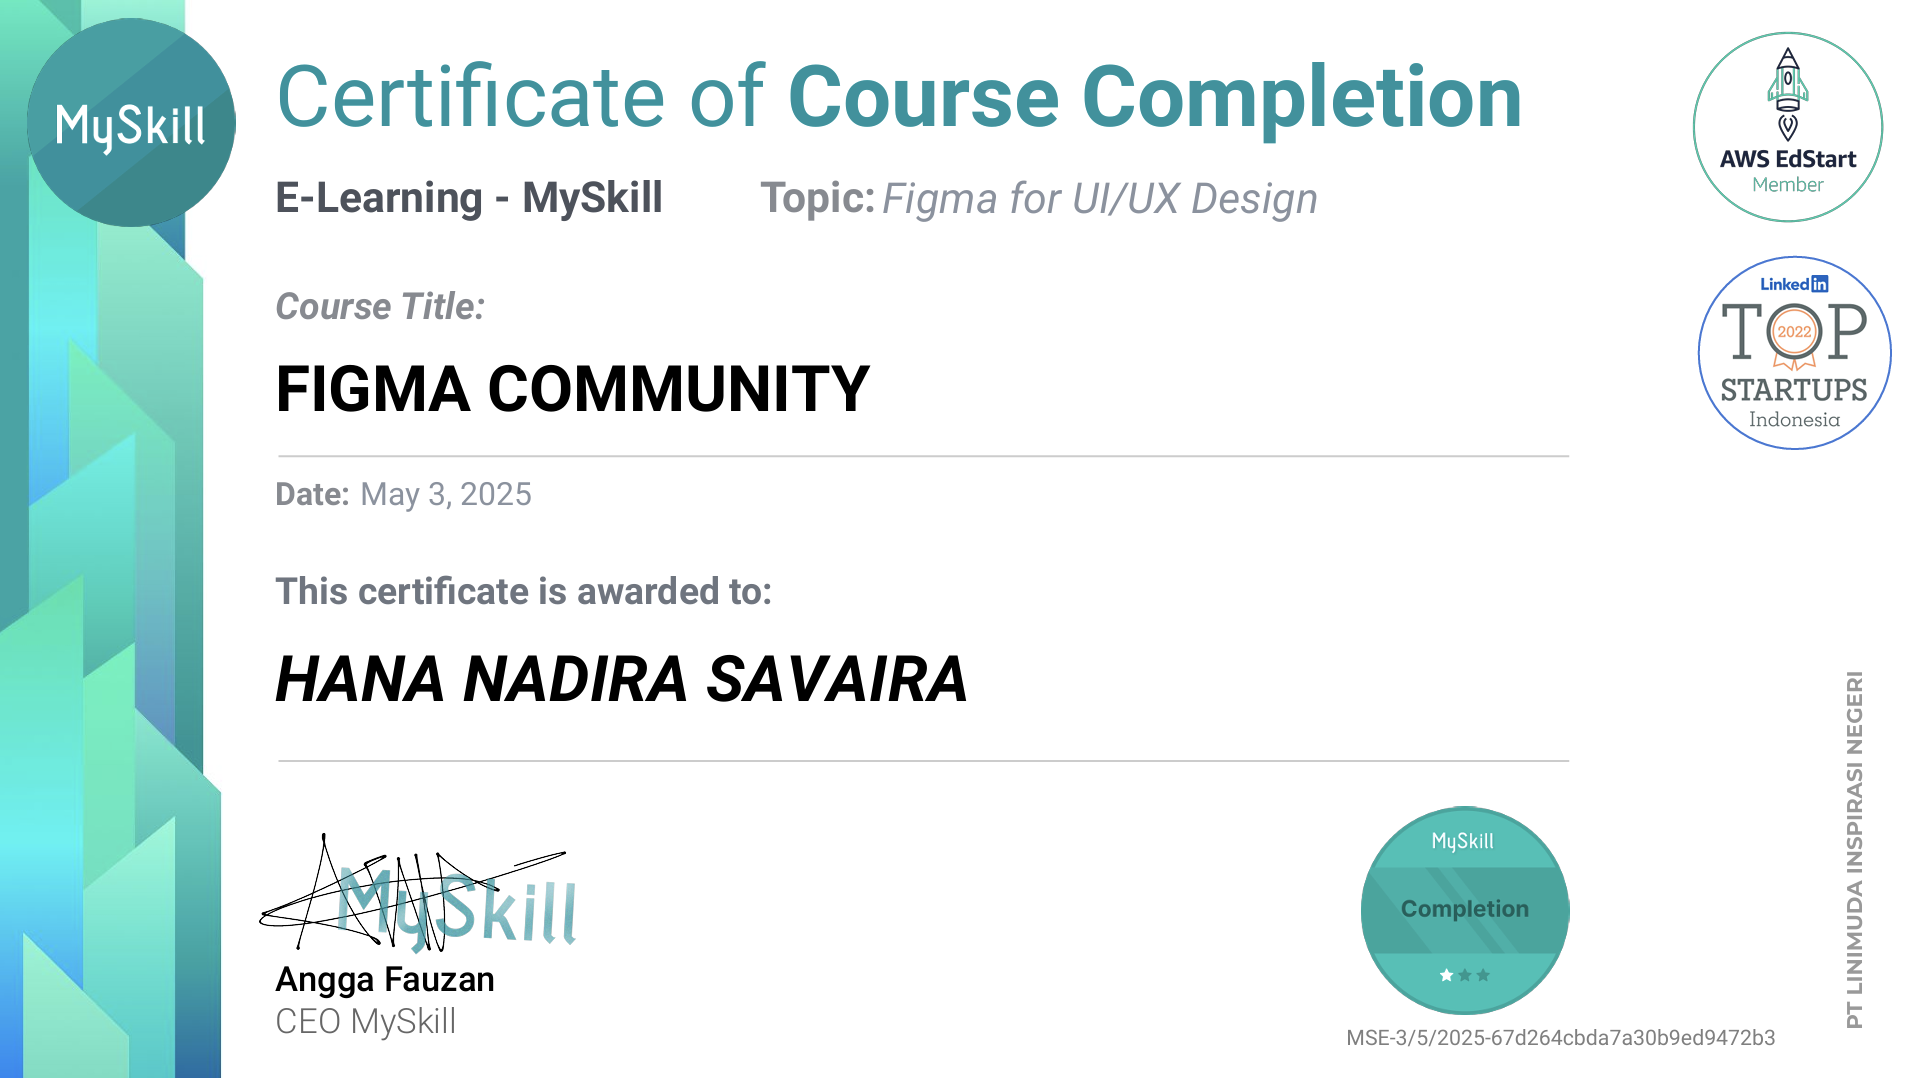 MySkill
Certificate of Course Completion
E-Learning - MySkill
Topic: Figma for UI/UX Design
AWS EdStart
Member
LinkedIn
TOP
2022
STARTUPS
Indonesia
Course Title:
FIGMA COMMUNITY
Date: May 3, 2025
This certificate is awarded to:
HANA NADIRA SAVAIRA
MySkill
Angga Fauzan
CEO MySkill
MySkill
Completion
MSE-3/5/2025-67d264cbda7a30b9ed9472b3
PT LINIMUDA INSPIRASI NEGERI